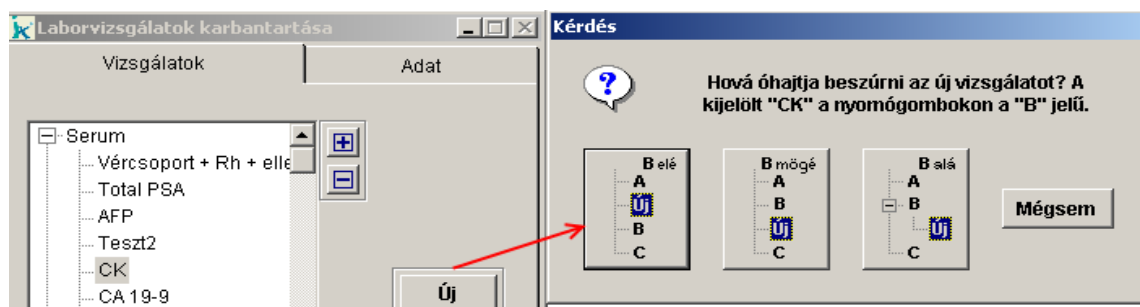 Laborvizsgálatok karbantartása
Vizsgálatok
Adat
Serum
Vércsoport + Rh + elle
Total PSA
AFP
Teszt2
CK
CA 19-9
Új
Kérdés
Hová óhajtja beszúrni az új vizsgálatot? A
kijelölt "CK" a nyomógombokon a "B" jelű.
B elé
A
Új
B
C
B mögé
A
B
Új
C
B alá
A
B
Új
C
Mégsem